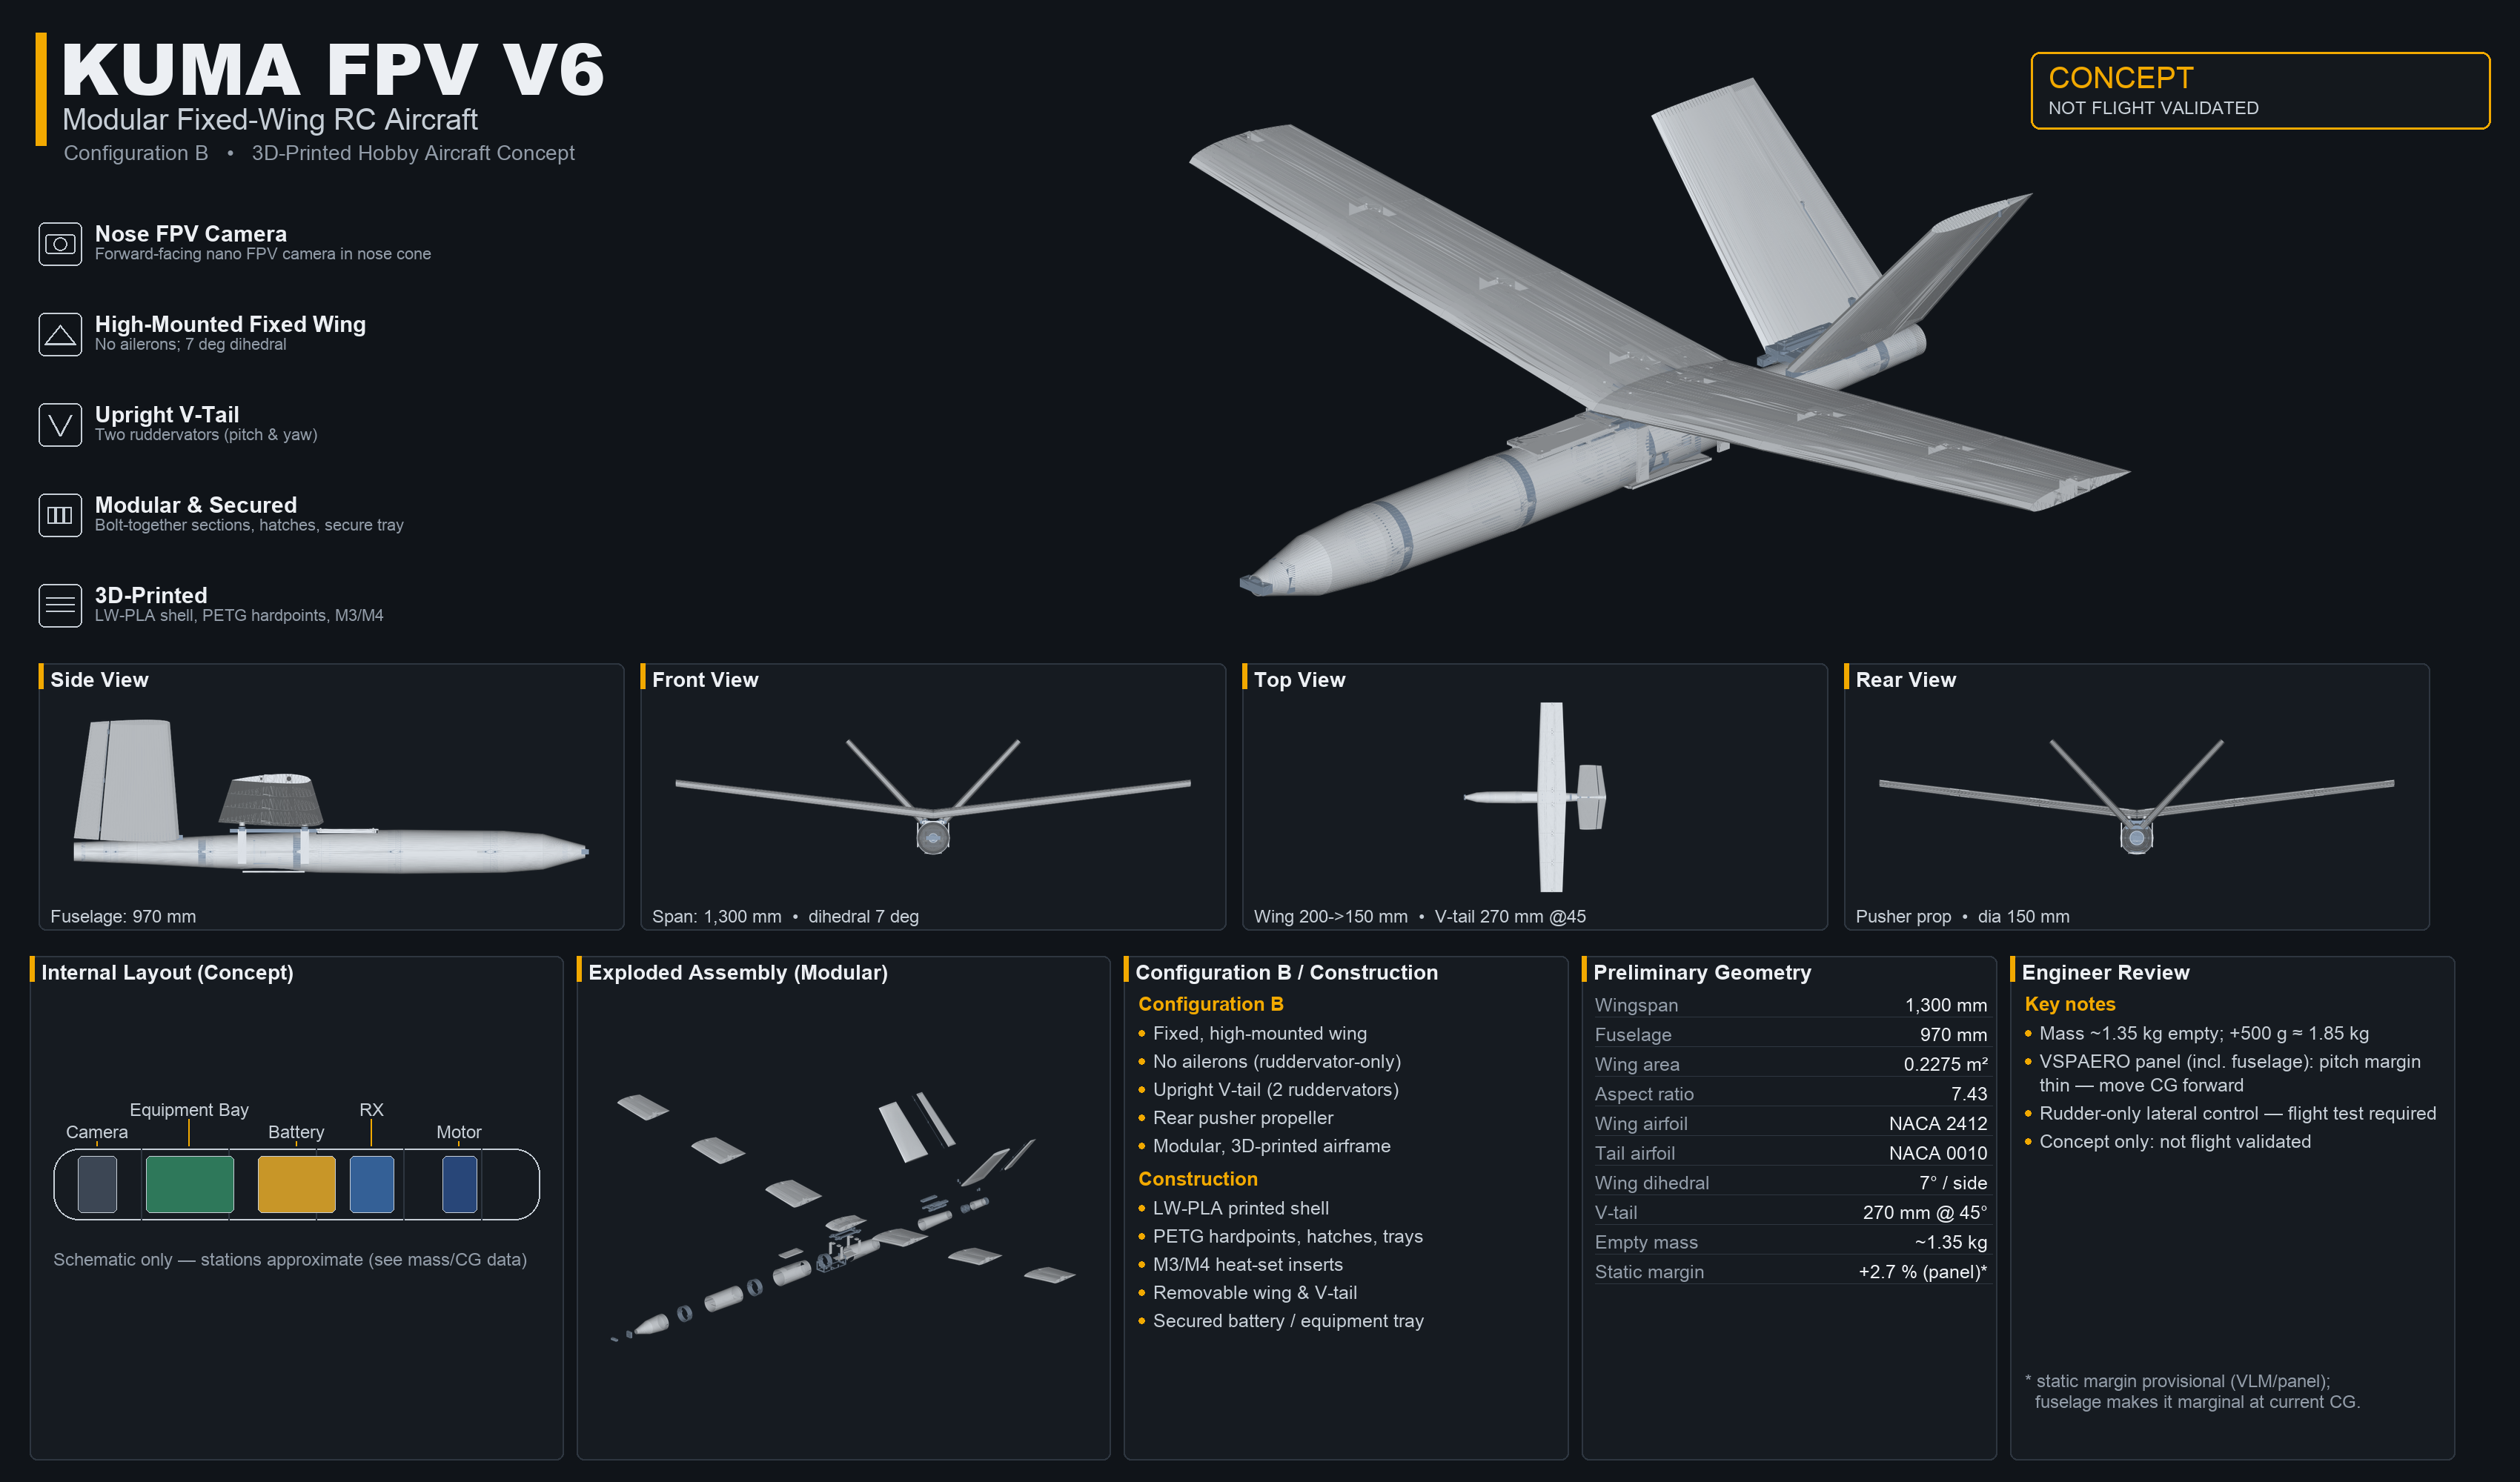 KUMA FPV V6
Modular Fixed-Wing RC Aircraft
Configuration B • 3D-Printed Hobby Aircraft Concept
CONCEPT
NOT FLIGHT VALIDATED
Nose FPV Camera
Forward-facing nano FPV camera in nose cone
High-Mounted Fixed Wing
No ailerons; 7 deg dihedral
Upright V-Tail
Two ruddervators (pitch & yaw)
Modular & Secured
Bolt-together sections, hatches, secure tray
3D-Printed
LW-PLA shell, PETG hardpoints, M3/M4
Side View
Fuselage: 970 mm
Front View
Span: 1,300 mm • dihedral 7 deg
Top View
Wing 200->150 mm • V-tail 270 mm @45
Rear View
Pusher prop • dia 150 mm
Internal Layout (Concept)
Equipment Bay
RX
Camera
Battery
Motor
Schematic only — stations approximate (see mass/CG data)
Exploded Assembly (Modular)
Configuration B / Construction
Configuration B
• Fixed, high-mounted wing
• No ailerons (ruddervator-only)
• Upright V-tail (2 ruddervators)
• Rear pusher propeller
• Modular, 3D-printed airframe
Construction
• LW-PLA printed shell
• PETG hardpoints, hatches, trays
• M3/M4 heat-set inserts
• Removable wing & V-tail
• Secured battery / equipment tray
Preliminary Geometry
Wingspan 1,300 mm
Fuselage 970 mm
Wing area 0.2275 m²
Aspect ratio 7.43
Wing airfoil NACA 2412
Tail airfoil NACA 0010
Wing dihedral 7° / side
V-tail 270 mm @ 45°
Empty mass ~1.35 kg
Static margin +2.7 % (panel)*
Engineer Review
Key notes
• Mass ~1.35 kg empty; +500 g ≈ 1.85 kg
• VSPAERO panel (incl. fuselage): pitch margin
thin — move CG forward
• Rudder-only lateral control — flight test required
• Concept only: not flight validated
* static margin provisional (VLM/panel);
fuselage makes it marginal at current CG.